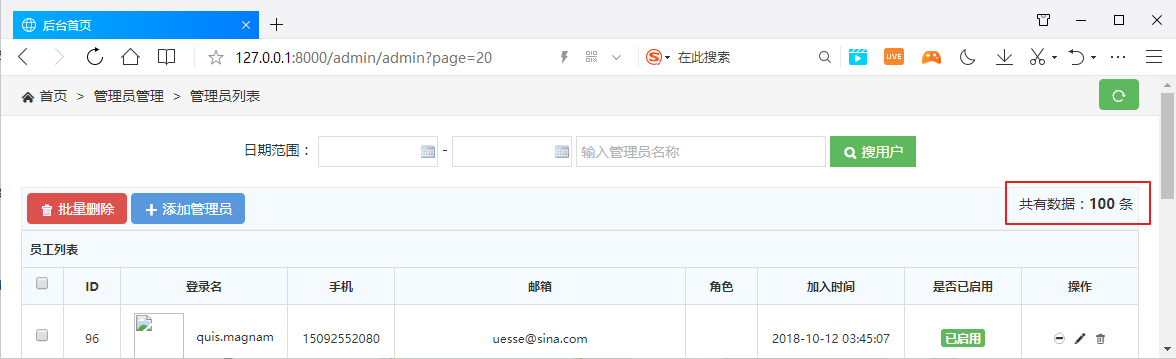 后台首页
127.0.0.1:8000/admin/admin?page=20
在此搜索
LIVE
首页 > 管理员管理 > 管理员列表
日期范围： - 输入管理员名称 搜用户
批量删除 添加管理员 共有数据：100 条
员工列表
ID 登录名 手机 邮箱 角色 加入时间 是否已启用 操作
96 quis.magnam 15092552080 uesse@sina.com 2018-10-12 03:45:07 已启用